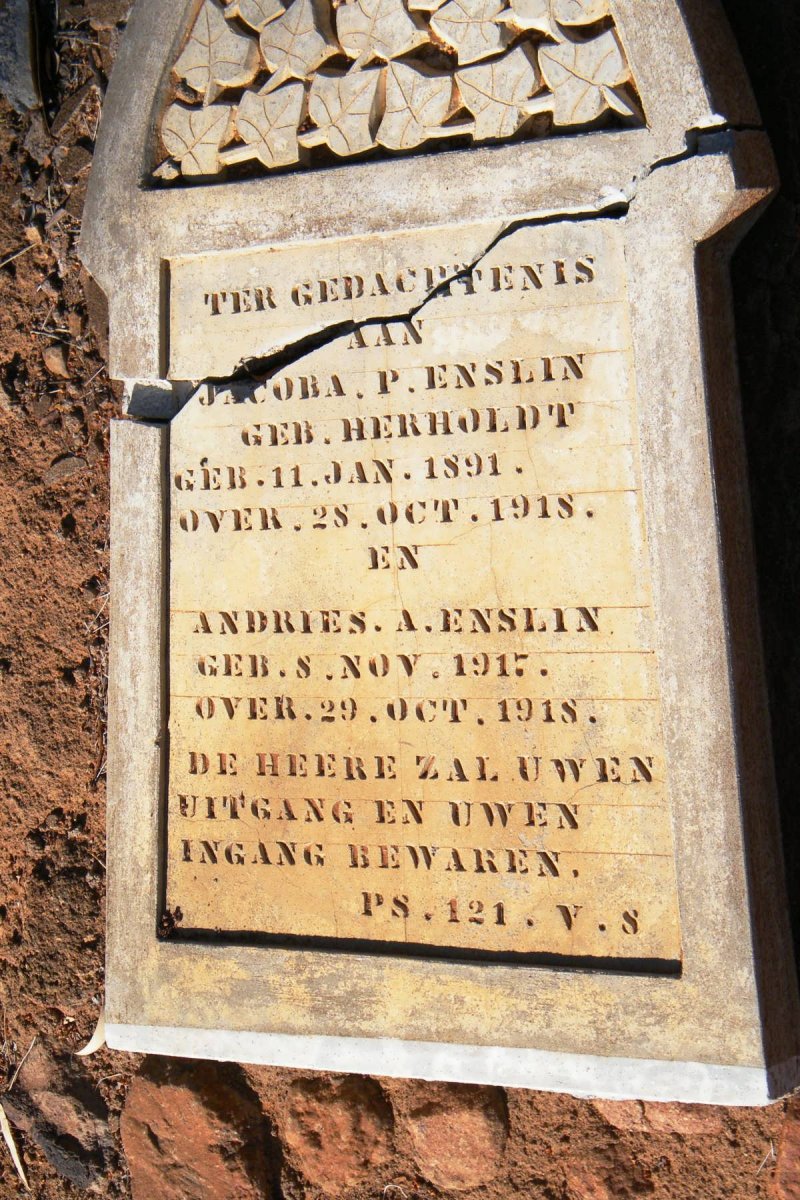 TER GEDACHTENIS
AAN
JACOBA. P. ENSLIN
GEB. HERHOLDT
GEB. 11. JAN. 1891.
OVER. 28. OCT. 1918.
EN
ANDRIES. A. ENSLIN
GEB. 8. NOV. 1917.
OVER. 29. OCT. 1918.
DE HEERE ZAL UWEN
UITGANG EN UWEN
INGANG BEWAREN.
PS. 121. V. 8